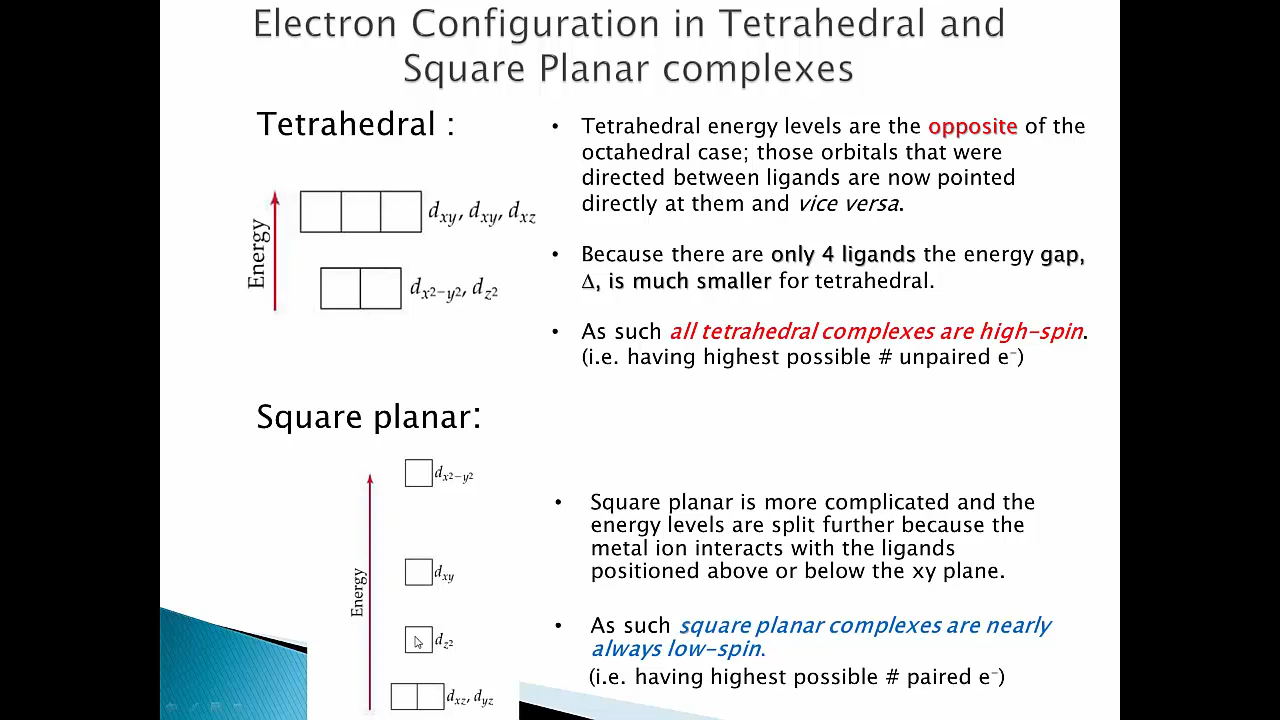 Electron Configuration in Tetrahedral and
Square Planar complexes
Tetrahedral :
Energy
dxy, dxy, dxz
dx2−y2, dz2
• Tetrahedral energy levels are the opposite of the
octahedral case; those orbitals that were
directed between ligands are now pointed
directly at them and vice versa.
• Because there are only 4 ligands the energy gap,
Δ, is much smaller for tetrahedral.
• As such all tetrahedral complexes are high-spin.
(i.e. having highest possible # unpaired e⁻)
Square planar:
Energy
dx2−y2
dxy
dz2
dxz, dyz
• Square planar is more complicated and the
energy levels are split further because the
metal ion interacts with the ligands
positioned above or below the xy plane.
• As such square planar complexes are nearly
always low-spin.
(i.e. having highest possible # paired e⁻)